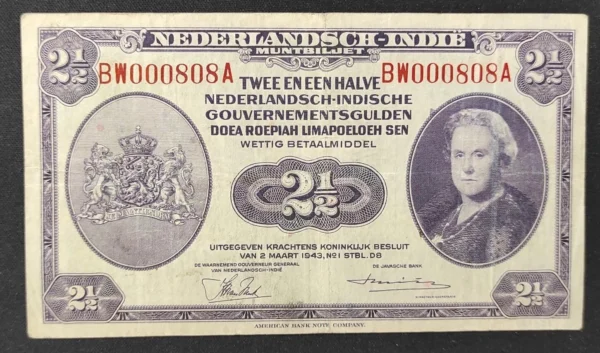 NEDERLANDSCH-INDIË
MUNTBILJET
2½ 2½
BW000808A BW000808A
TWEE EN EEN HALVE
NEDERLANDSCH-INDISCHE
GOUVERNEMENTSGULDEN
DOEA ROEPIAH LIMAPOELOEH SEN
WETTIG BETAALMIDDEL
2½
UITGEGEVEN KRACHTENS KONINKLIJK BESLUIT
VAN 2 MAART 1943, No 1 STBL. D8
DE WAARNEMEND GOUVERNEUR GENERAAL
VAN NEDERLANDSCH-INDIË.
DE JAVASCHE BANK
2½ 2½
AMERICAN BANK NOTE COMPANY.